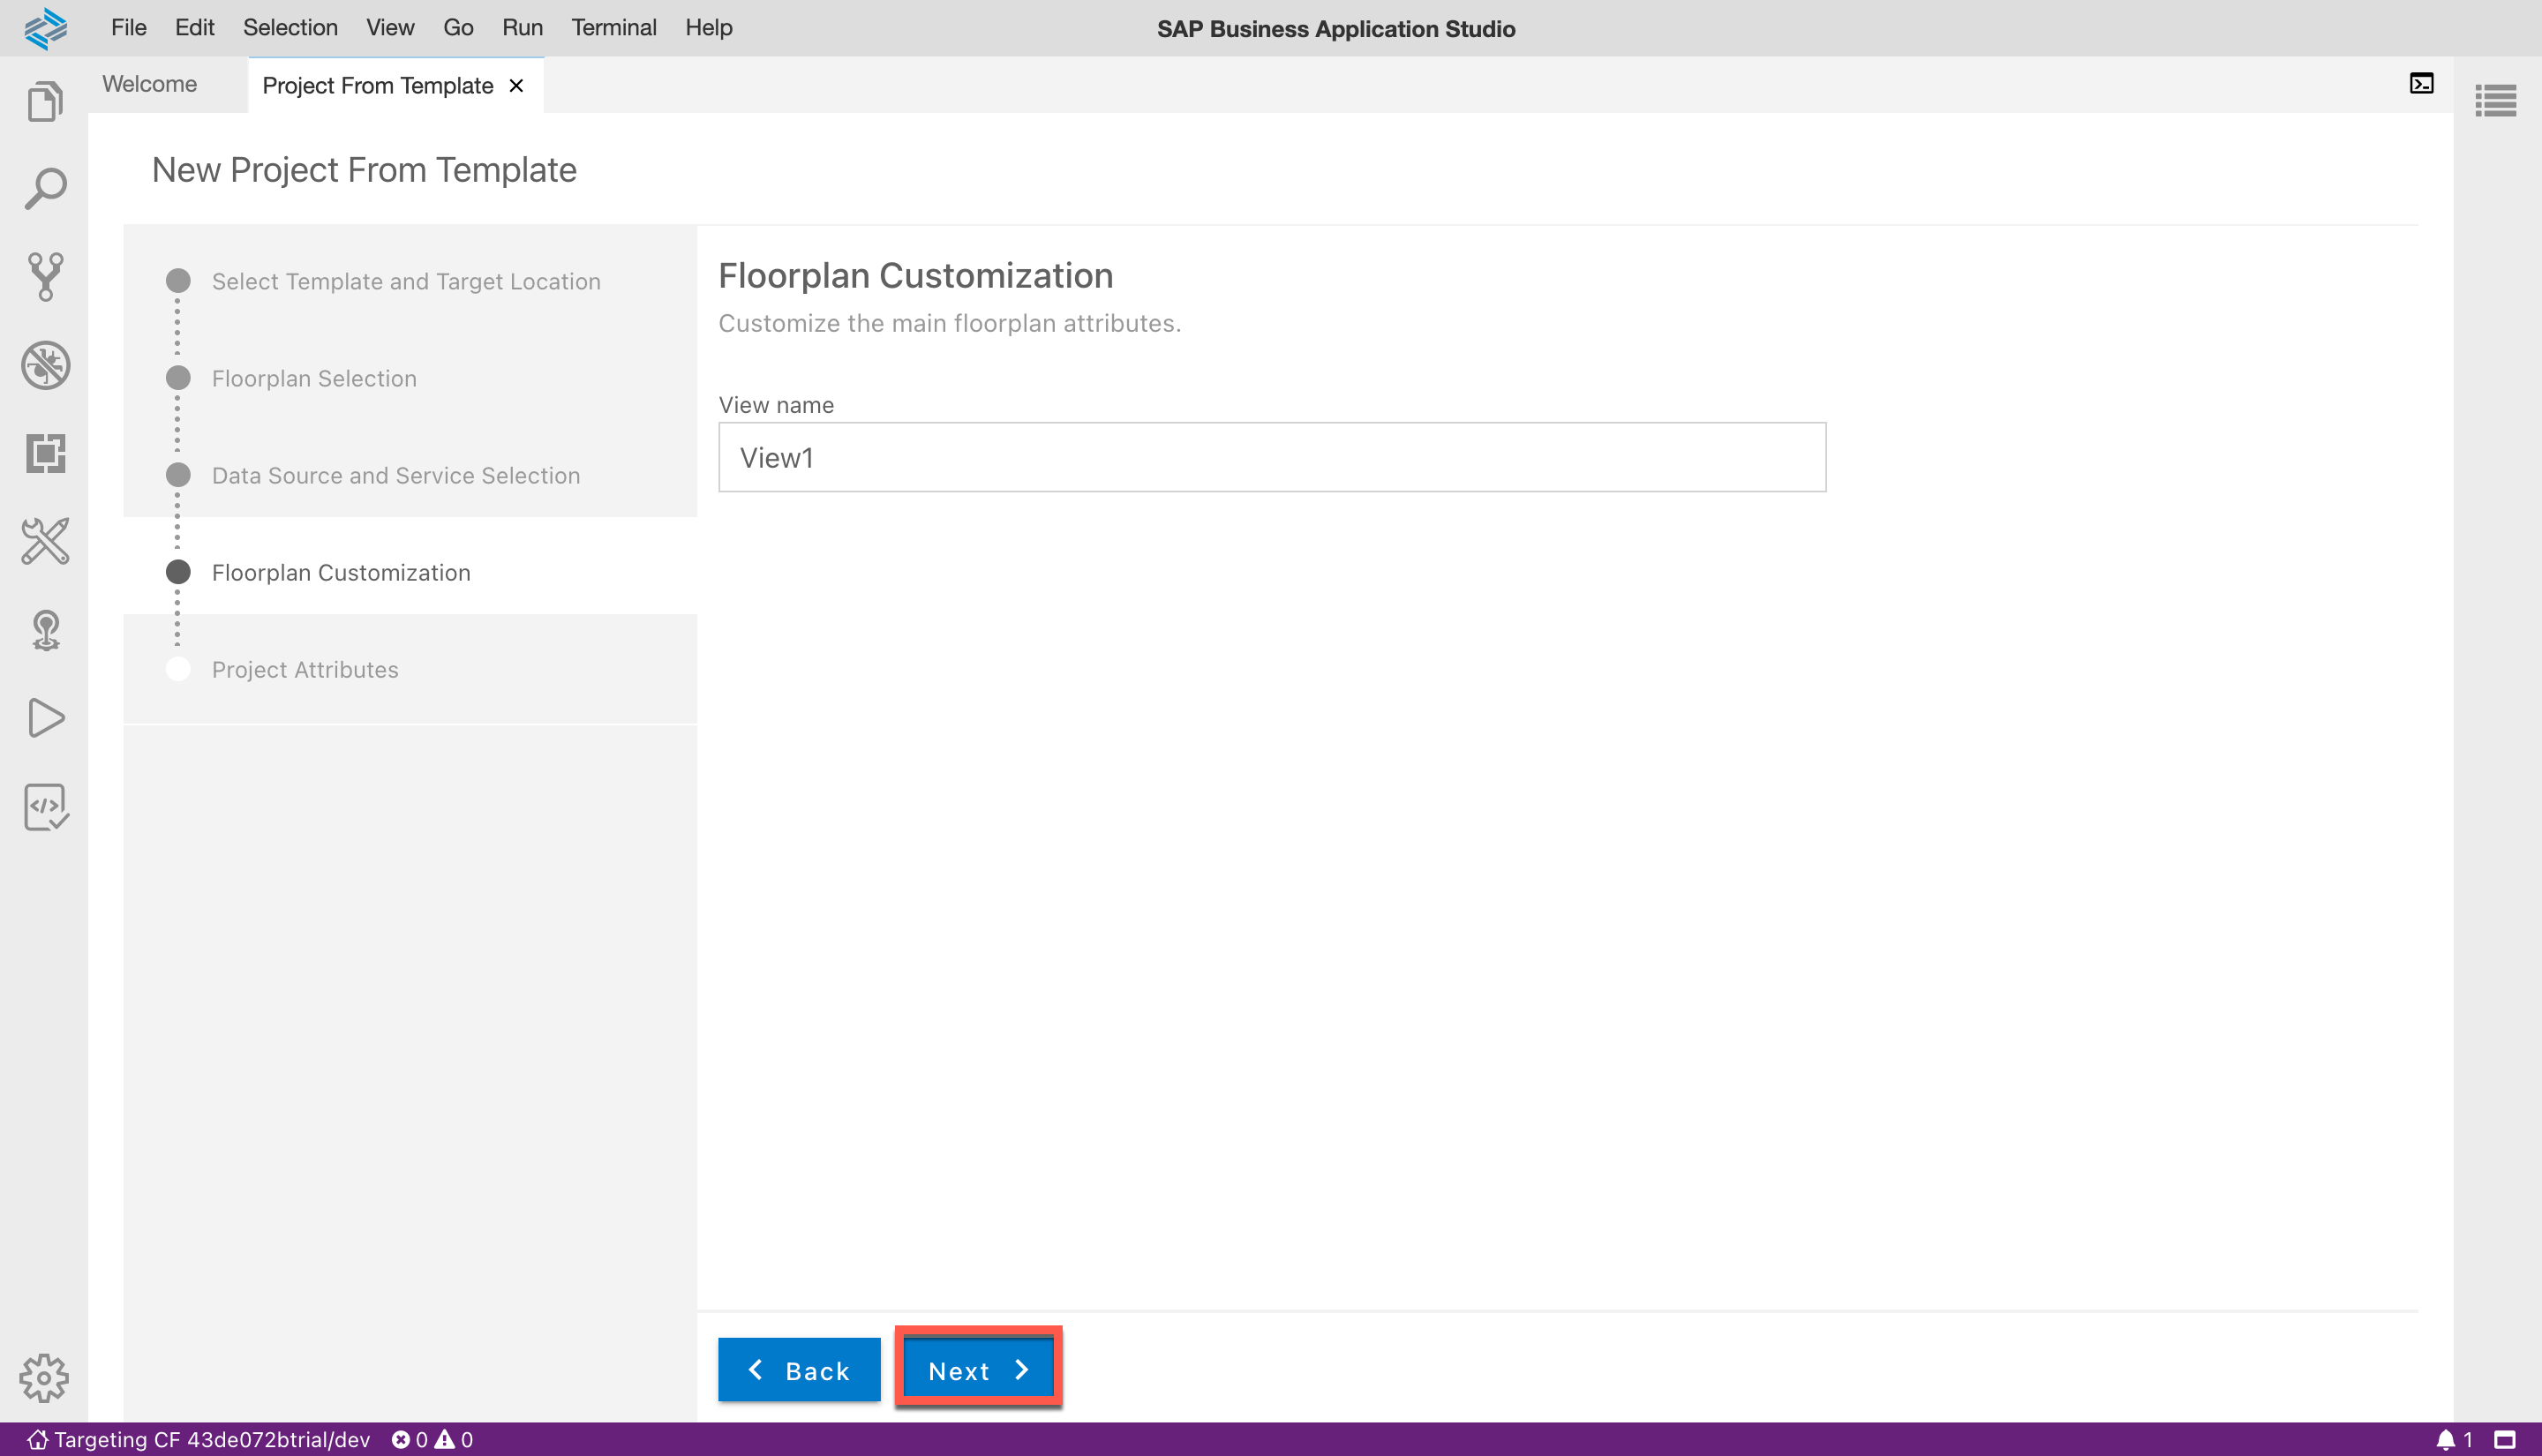 File Edit Selection View Go Run Terminal Help SAP Business Application Studio
Welcome Project From Template
New Project From Template
Select Template and Target Location
Floorplan Selection
Data Source and Service Selection
Floorplan Customization
Project Attributes
Floorplan Customization
Customize the main floorplan attributes.
View name
View1
Back Next
Targeting CF 43de072btrial/dev 0 0 1